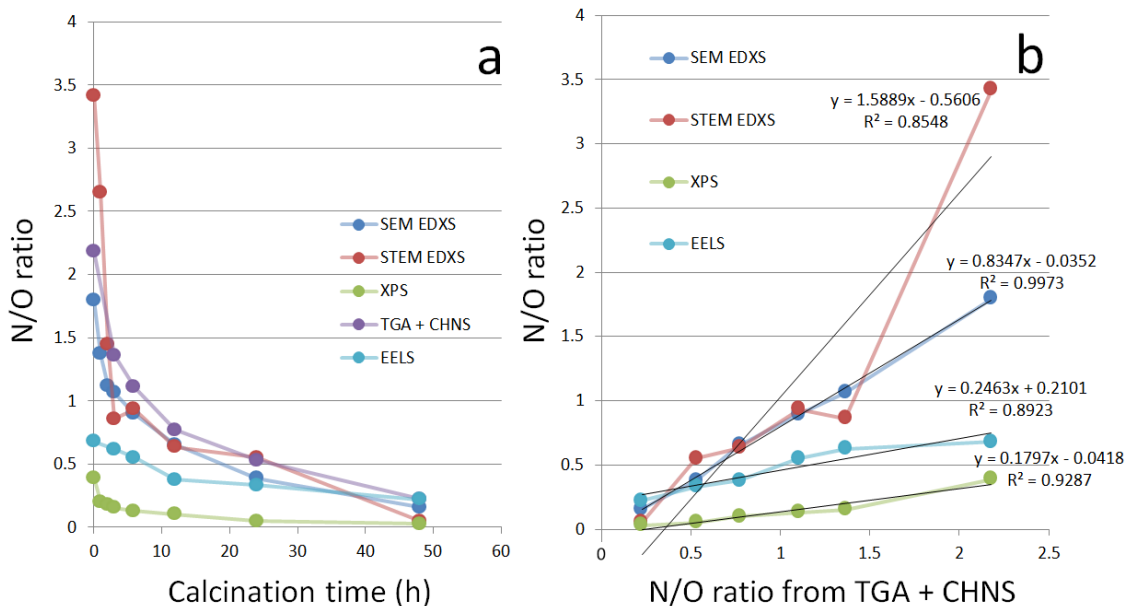 a
4
3.5
3
2.5
2
1.5
1
0.5
0
N/O ratio
0 10 20 30 40 50 60
Calcination time (h)
SEM EDXS
STEM EDXS
XPS
TGA + CHNS
EELS
b
4
3.5
3
2.5
2
1.5
1
0.5
0
N/O ratio
0 0.5 1 1.5 2 2.5
N/O ratio from TGA + CHNS
SEM EDXS
STEM EDXS
XPS
EELS
y = 1.5889x - 0.5606
R² = 0.8548
y = 0.8347x - 0.0352
R² = 0.9973
y = 0.2463x + 0.2101
R² = 0.8923
y = 0.1797x - 0.0418
R² = 0.9287